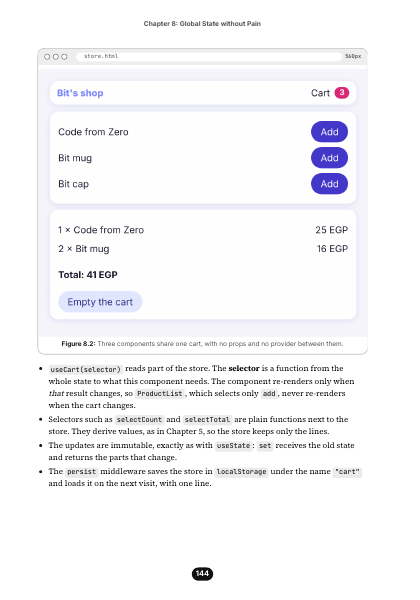 Chapter 8: Global State without Pain
store.html
560px
Bit's shop
Cart 3
Code from Zero
Add
Bit mug
Add
Bit cap
Add
1 × Code from Zero
25 EGP
2 × Bit mug
16 EGP
Total: 41 EGP
Empty the cart
Figure 8.2: Three components share one cart, with no props and no provider between them.
• useCart(selector) reads part of the store. The selector is a function from the
whole state to what this component needs. The component re-renders only when
that result changes, so ProductList, which selects only add, never re-renders
when the cart changes.
• Selectors such as selectCount and selectTotal are plain functions next to the
store. They derive values, as in Chapter 5, so the store keeps only the lines.
• The updates are immutable, exactly as with useState: set receives the old state
and returns the parts that change.
• The persist middleware saves the store in localStorage under the name "cart"
and loads it on the next visit, with one line.
144